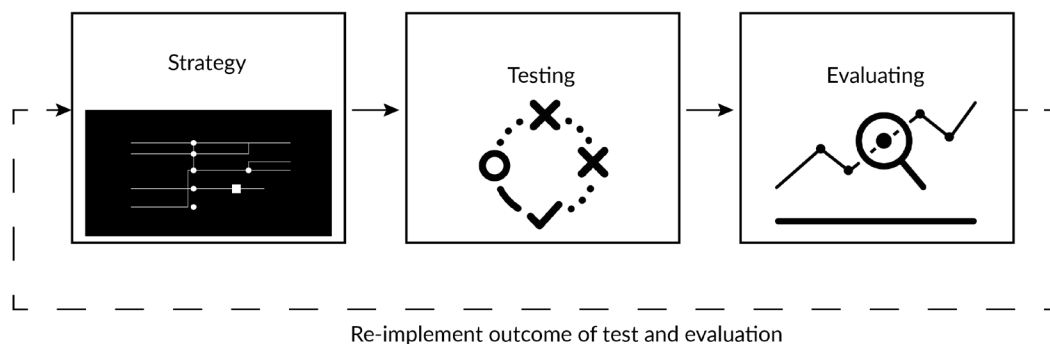 Strategy
Testing
Evaluating
Re-implement outcome of test and evaluation